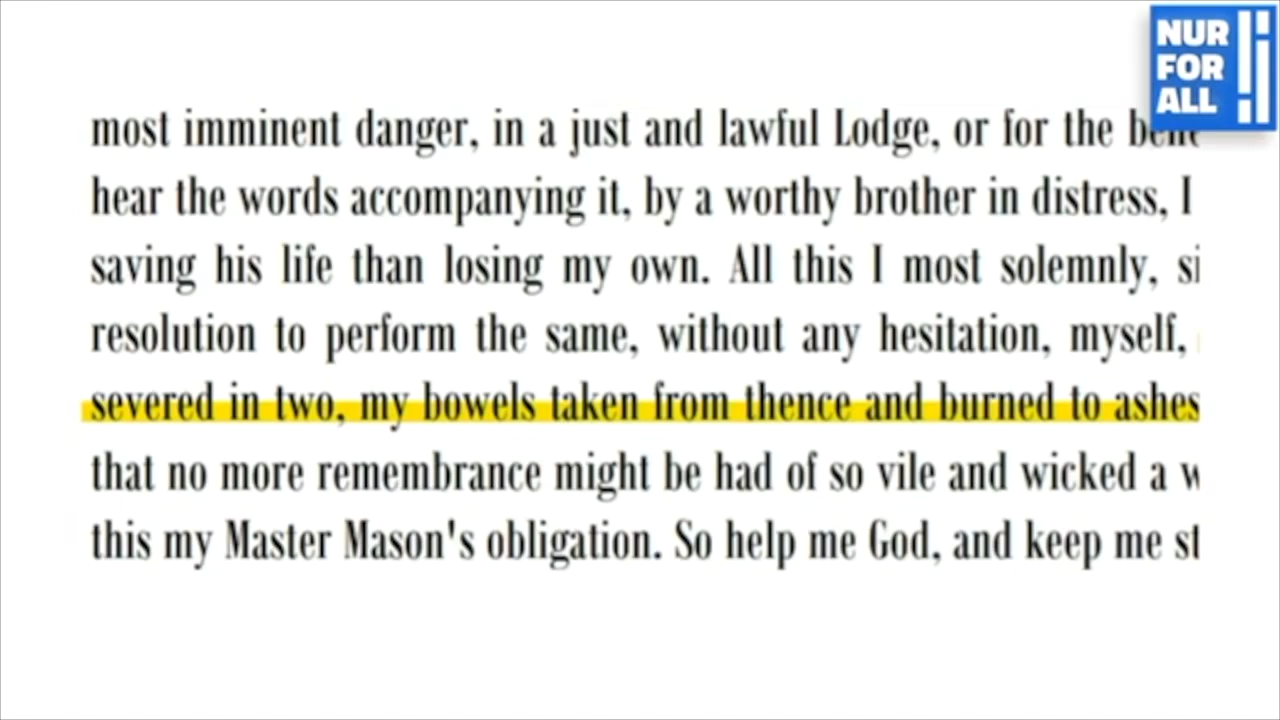 NUR
FOR
ALL
most imminent danger, in a just and lawful Lodge, or for the
hear the words accompanying it, by a worthy brother in distress, I
saving his life than losing my own. All this I most solemnly, si
resolution to perform the same, without any hesitation, myself,
severed in two, my bowels taken from thence and burned to ashes
that no more remembrance might be had of so vile and wicked a w
this my Master Mason's obligation. So help me God, and keep me st